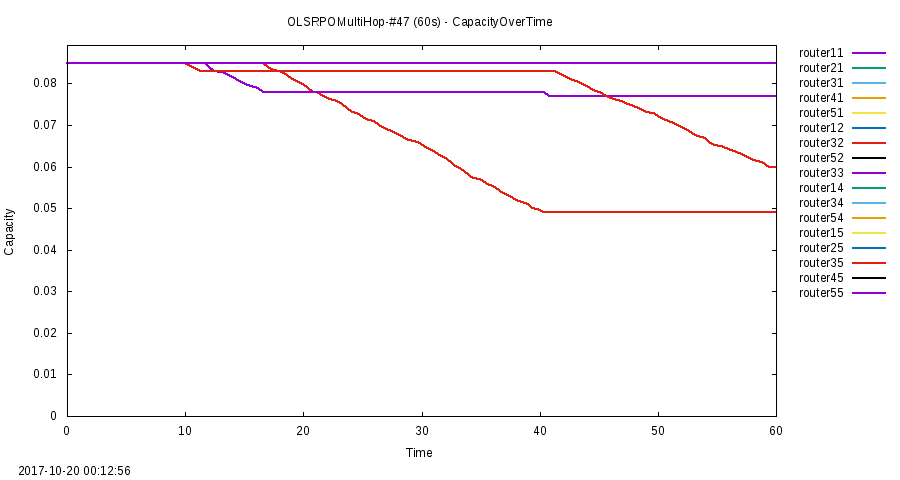 OLSRPOMultiHop-#47 (60s) - CapacityOverTime
router11
router21
router31
router41
router51
router12
router32
router52
router33
router14
router34
router54
router15
router25
router35
router45
router55
0.08
0.07
0.06
0.05
0.04
0.03
0.02
0.01
0
Capacity
0 10 20 30 40 50 60
Time
2017-10-20 00:12:56